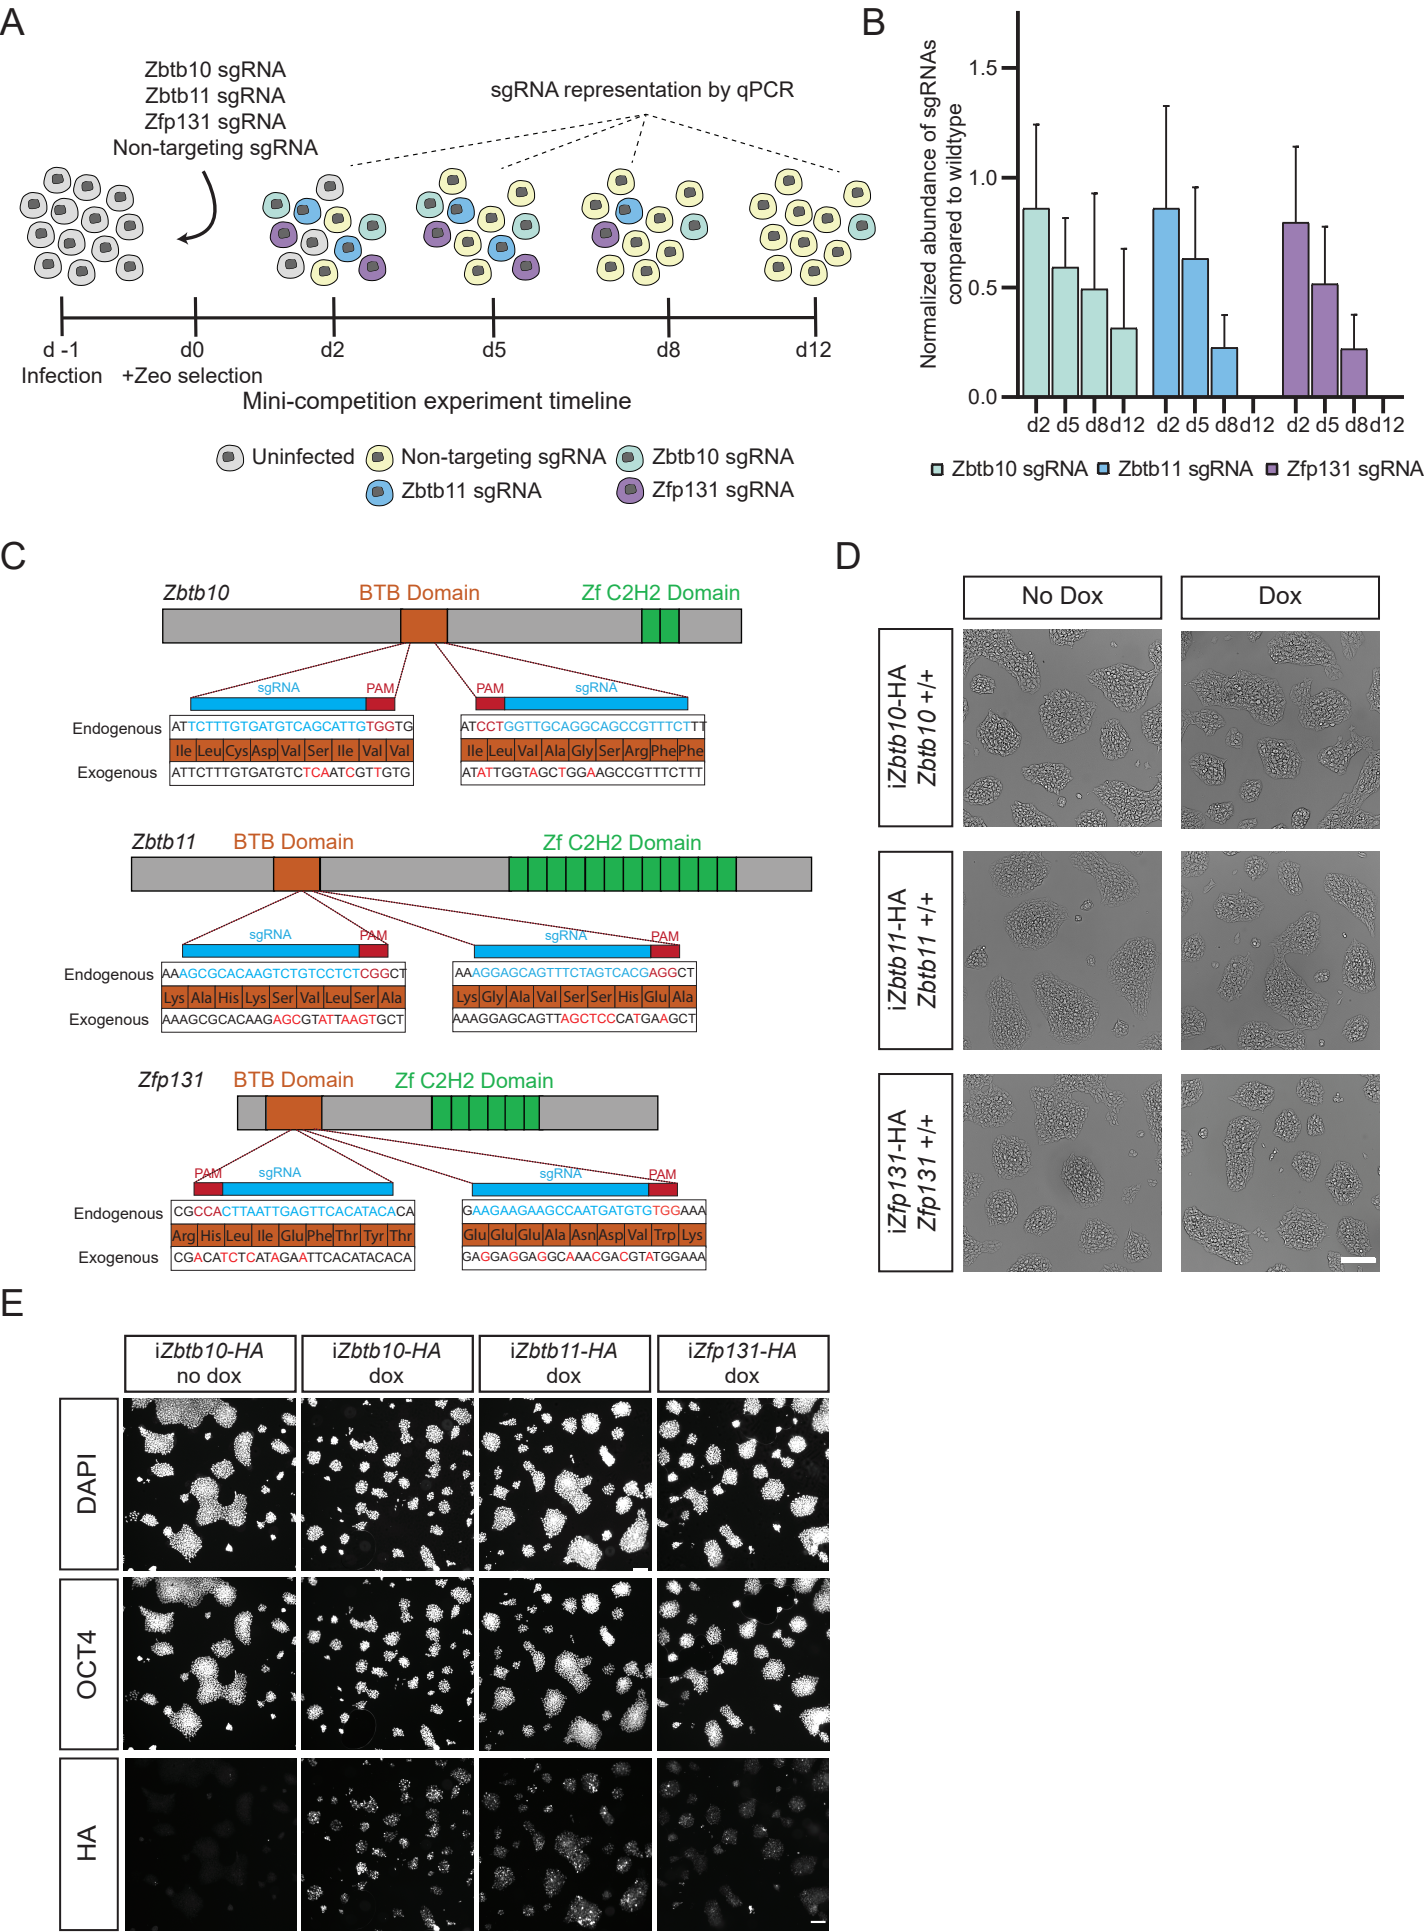 A
Zbtb10 sgRNA
Zbtb11 sgRNA
Zfp131 sgRNA
Non-targeting sgRNA
sgRNA representation by qPCR
d -1
d0
d2
d5
d8
d12
Infection
+Zeo selection
Mini-competition experiment timeline
Uninfected
Non-targeting sgRNA
Zbtb10 sgRNA
Zbtb11 sgRNA
Zfp131 sgRNA
B
Normalized abundance of sgRNAs
compared to wildtype
1.5
1.0
0.5
0.0
d2 d5 d8 d12 d2 d5 d8 d12 d2 d5 d8 d12
Zbtb10 sgRNA Zbtb11 sgRNA Zfp131 sgRNA
C
Zbtb10 BTB Domain Zf C2H2 Domain
sgRNA PAM PAM sgRNA
Endogenous ATTCTTTGTGATGTCAGCATTGTGGTG ATCCTGGTTGCAGGCAGCCGTTTCTTT
Ile Leu Cys Asp Val Ser Ile Val Val Ile Leu Val Ala Gly Ser Arg Phe Phe
Exogenous ATTCTTTGTGATGTCTCAATCGTTGTG ATATTGGTAGCTGGAAGCCGTTTCTTT
Zbtb11 BTB Domain Zf C2H2 Domain
sgRNA PAM sgRNA PAM
Endogenous AAAGCGCACAAGTCTGTCCTCTCGGCT AAAGGAGCAGTTTCTAGTCACGAGGCT
Lys Ala His Lys Ser Val Leu Ser Ala Lys Gly Ala Val Ser Ser His Glu Ala
Exogenous AAAGCGCACAAGAGCGTATTAAGTGCT AAAGGAGCAGTTAGCTCCCATGAAGCT
Zfp131 BTB Domain Zf C2H2 Domain
PAM sgRNA sgRNA PAM
Endogenous CGCCACTTAATTGAGTTCACATACACA GAAGAAGAAGCCAATGATGTGTGGAAA
Arg His Leu Ile Glu Phe Thr Tyr Thr Glu Glu Glu Ala Asn Asp Val Trp Lys
Exogenous CGACATCTCATAGAATTCACATACACA GAGGAGGAGGCAAACGACGTATGGAAA
D
No Dox
Dox
iZbtb10-HA
Zbtb10 +/+
iZbtb11-HA
Zbtb11 +/+
iZfp131-HA
Zfp131 +/+
E
iZbtb10-HA
no dox
iZbtb10-HA
dox
iZbtb11-HA
dox
iZfp131-HA
dox
DAPI
OCT4
HA